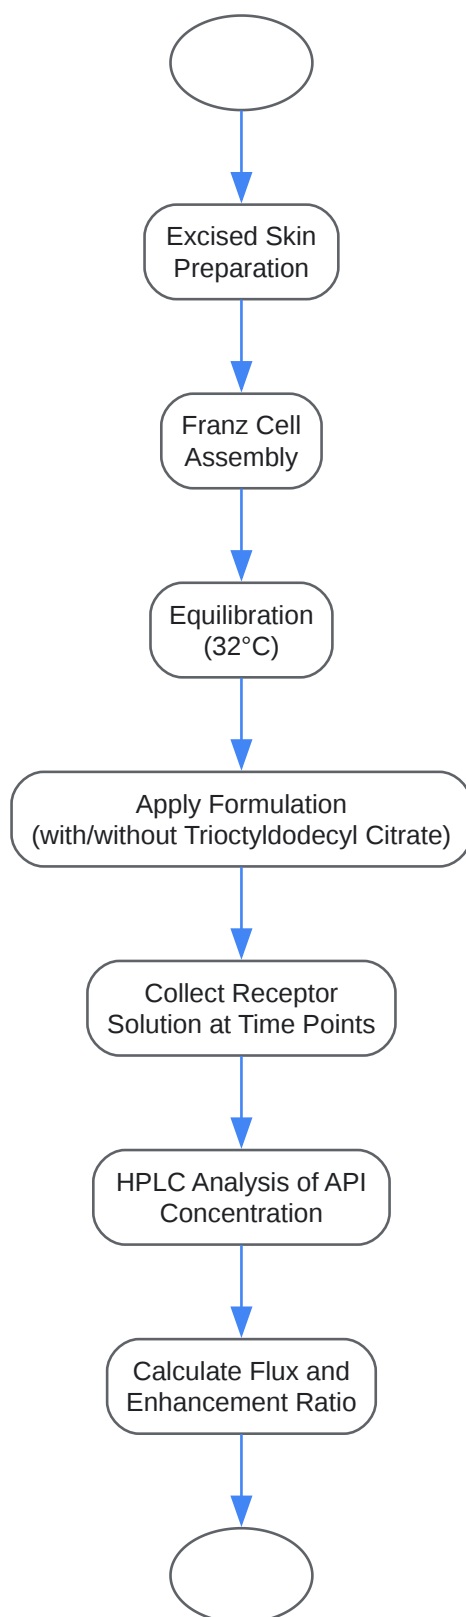 Excised Skin
Preparation
Franz Cell
Assembly
Equilibration
(32°C)
Apply Formulation
(with/without Trioctyldodecyl Citrate)
Collect Receptor
Solution at Time Points
HPLC Analysis of API
Concentration
Calculate Flux and
Enhancement Ratio